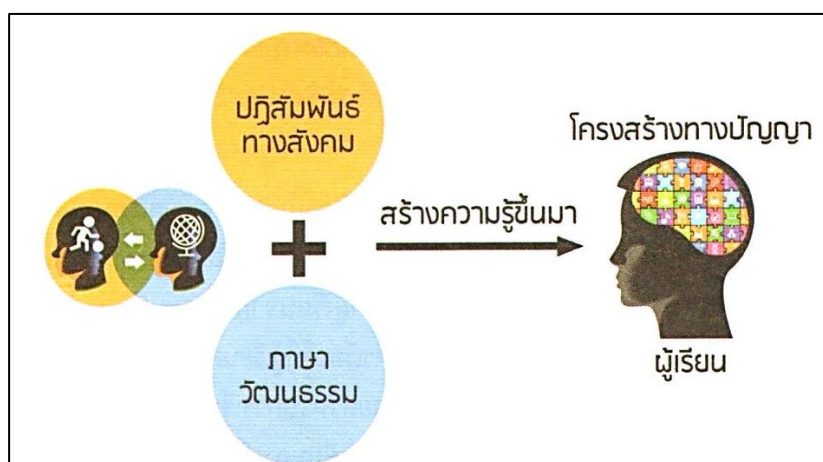 ปฏิสัมพันธ์
ทางสังคม
ภาษา
วัฒนธรรม
สร้างความรู้ขึ้นมา
โครงสร้างทางปัญญา
ผู้เรียน